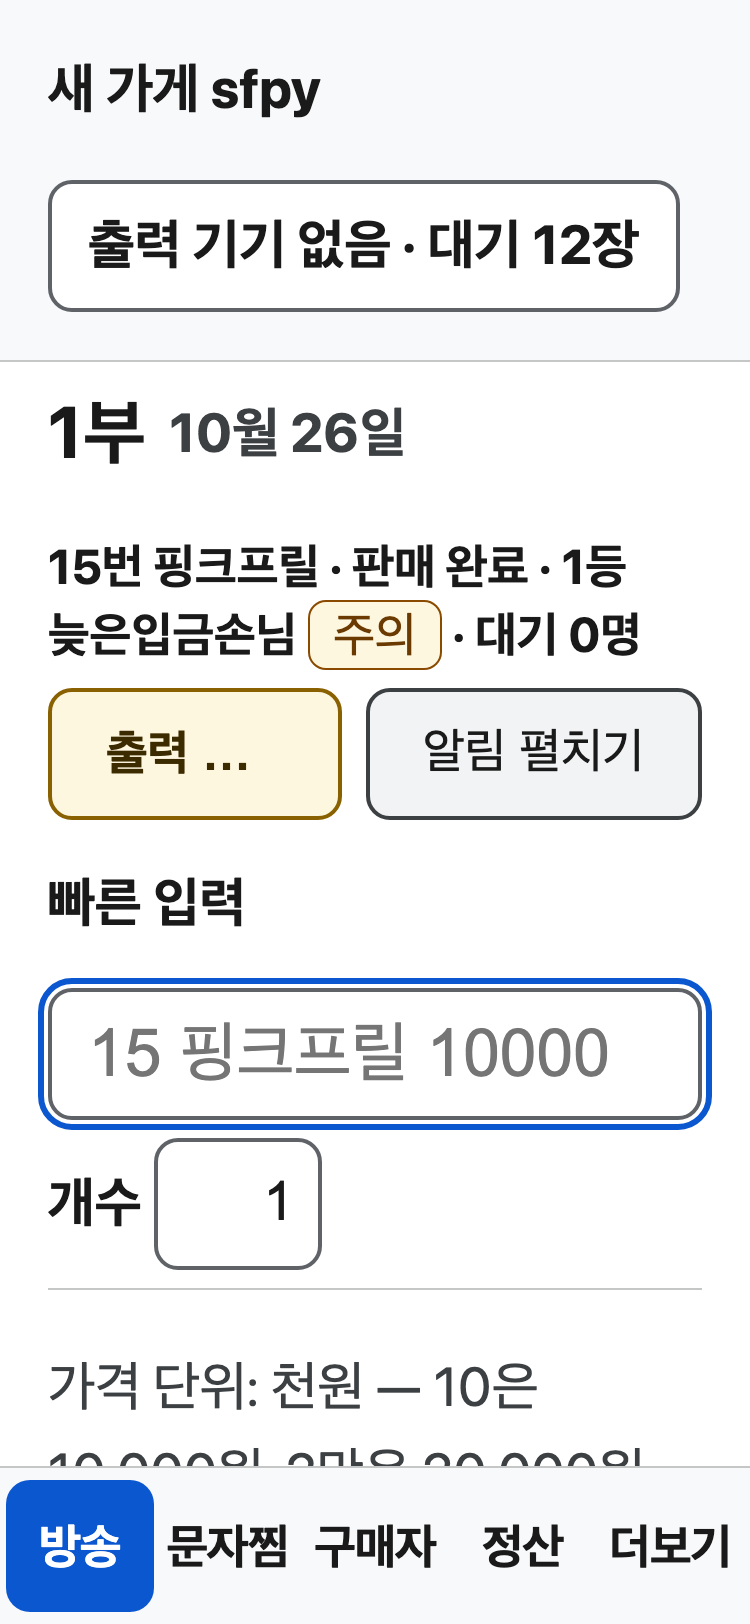 새 가게 sfpy
출력 기기 없음 · 대기 12장
1부 10월 26일
15번 핑크프릴 · 판매 완료 · 1등
늦은입금손님 주의 · 대기 0명
출력 ...
알림 펼치기
빠른 입력
15 핑크프릴 10000
개수 1
가격 단위: 천원 — 10은
방송 문자찜 구매자 정산 더보기